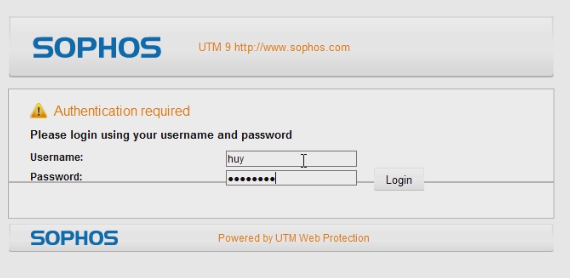 SOPHOS UTM 9 http://www.sophos.com
Authentication required
Please login using your username and password
Username: huy
Password: ●●●●●●●● Login
SOPHOS Powered by UTM Web Protection